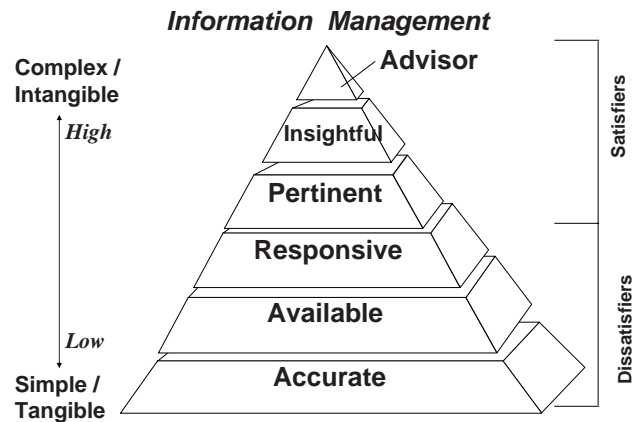 Information Management
Complex /
Intangible
High
Advisor
Insightful
Pertinent
Responsive
Available
Accurate
Low
Simple /
Tangible
Satisfiers
Dissatisfiers